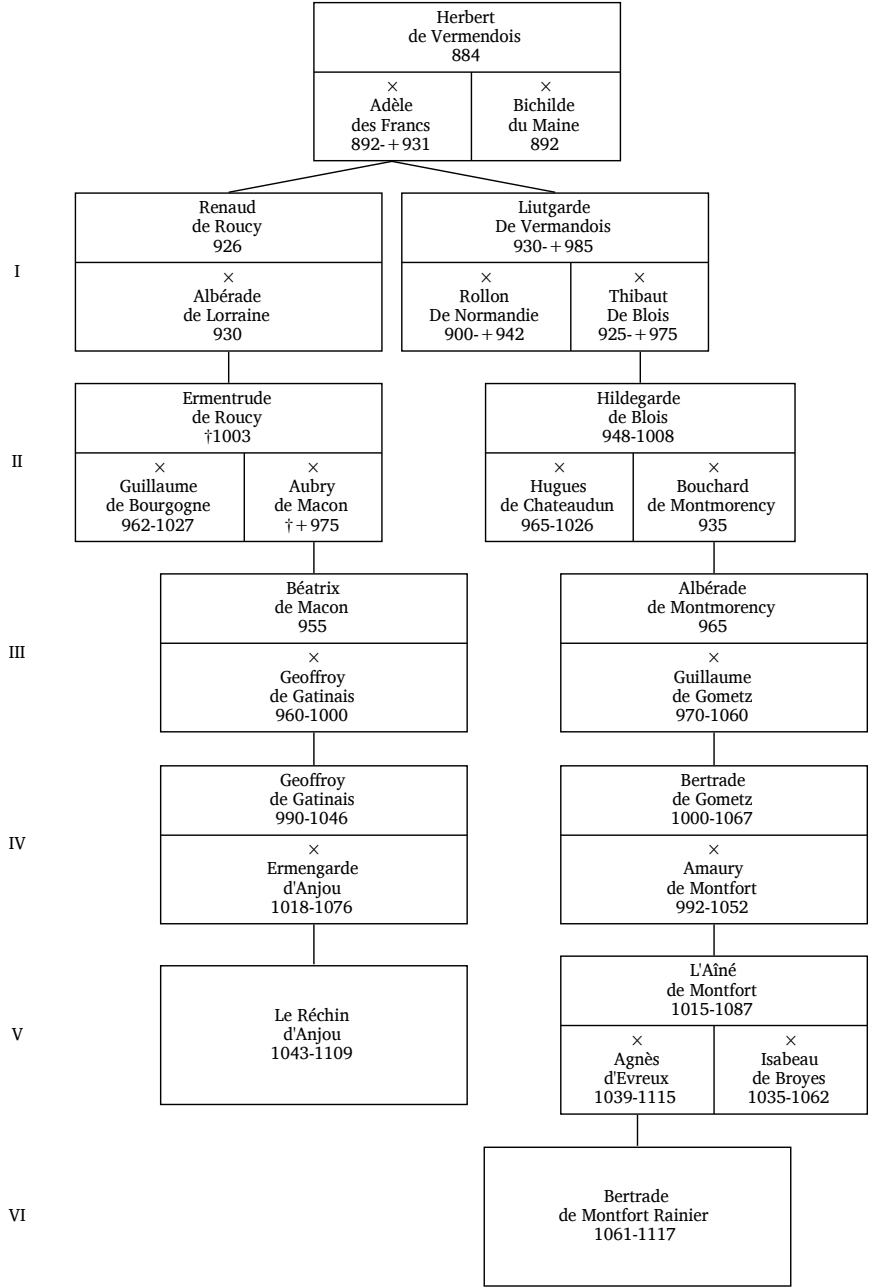 Herbert
de Vermendois
884
×
Adèle
des Francs
892-+931
×
Bichilde
du Maine
892
I
Renaud
de Roucy
926
×
Albérade
de Lorraine
930
Liutgarde
De Vermandois
930-+985
×
Rollon
De Normandie
900-+942
×
Thibaut
De Blois
925-+975
II
Ermentrude
de Roucy
†1003
×
Guillaume
de Bourgogne
962-1027
×
Aubry
de Macon
†+975
Hildegarde
de Blois
948-1008
×
Hugues
de Chateaudun
965-1026
×
Bouchard
de Montmorency
935
III
Béatrix
de Macon
955
×
Geoffroy
de Gatinais
960-1000
Albérade
de Montmorency
965
×
Guillaume
de Gometz
970-1060
IV
Geoffroy
de Gatinais
990-1046
×
Ermengarde
d'Anjou
1018-1076
Bertrade
de Gometz
1000-1067
×
Amaury
de Montfort
992-1052
V
Le Réchin
d'Anjou
1043-1109
L'Aîné
de Montfort
1015-1087
×
Agnès
d'Evreux
1039-1115
×
Isabeau
de Broyes
1035-1062
VI
Bertrade
de Montfort Rainier
1061-1117